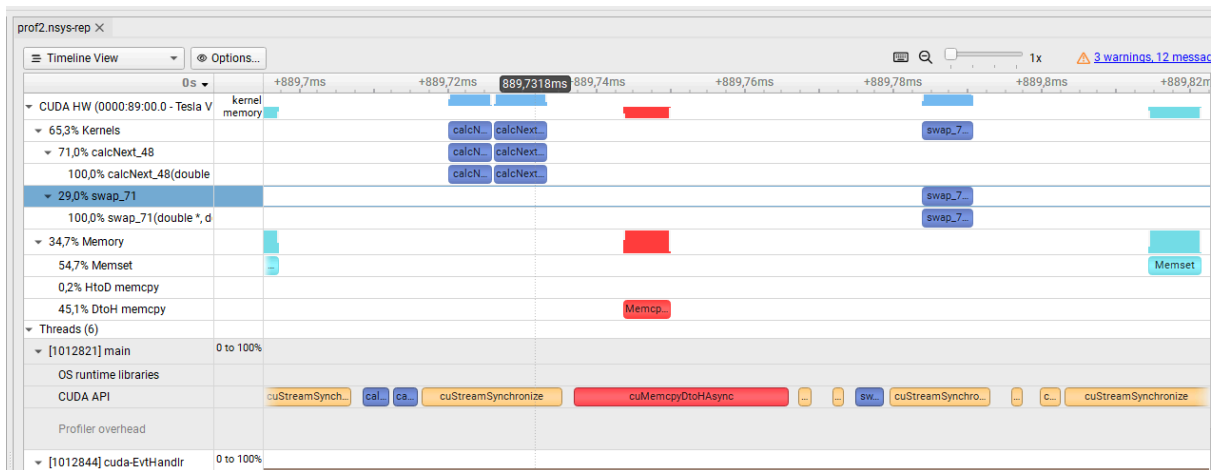 prof2.nsys-rep ×
Timeline View Options... 1x 3 warnings, 12 messag
0s +889,7ms +889,72ms 889,7318ms +889,74ms +889,76ms +889,78ms +889,8ms +889,82m
CUDA HW (0000:89:00.0 - Tesla V kernel
memory
65,3% Kernels calcN... calcNext... swap_7...
71,0% calcNext_48 calcN... calcNext...
100,0% calcNext_48(double calcN... calcNext...
29,0% swap_71 swap_7...
100,0% swap_71(double *, d swap_7...
34,7% Memory
54,7% Memset ... Memset
0,2% HtoD memcpy
45,1% DtoH memcpy Memcp...
Threads (6)
[1012821] main 0 to 100%
OS runtime libraries
CUDA API cuStreamSynch... cal... ca... cuStreamSynchronize cuMemcpyDtoHAsync ... ... sw... cuStreamSynchro... ... c... cuStreamSynchronize
Profiler overhead
[1012844] cuda-EvtHandlr 0 to 100%